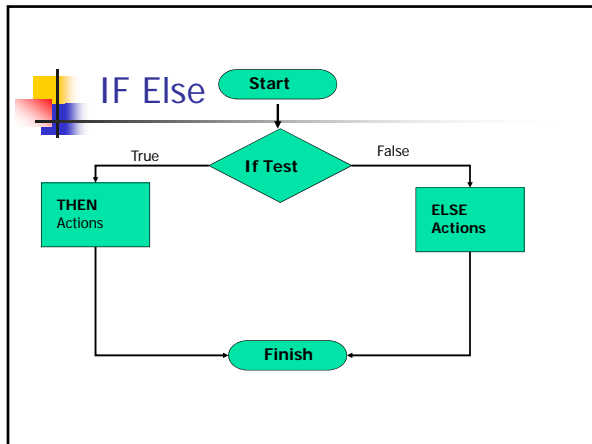 IF Else
Start
If Test
True
False
THEN
Actions
ELSE
Actions
Finish